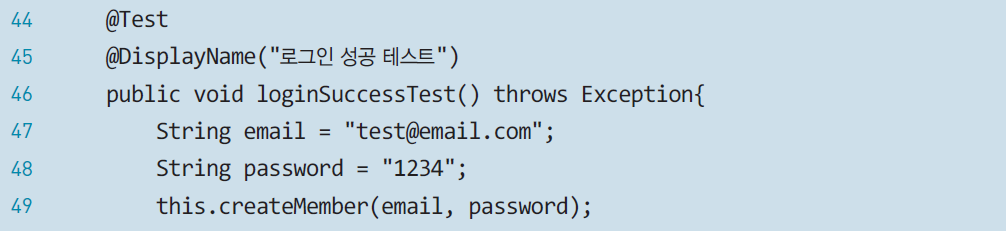 44 @Test
45 @DisplayName("로그인 성공 테스트")
46 public void loginSuccessTest() throws Exception{
47 String email = "test@email.com";
48 String password = "1234";
49 this.createMember(email, password);